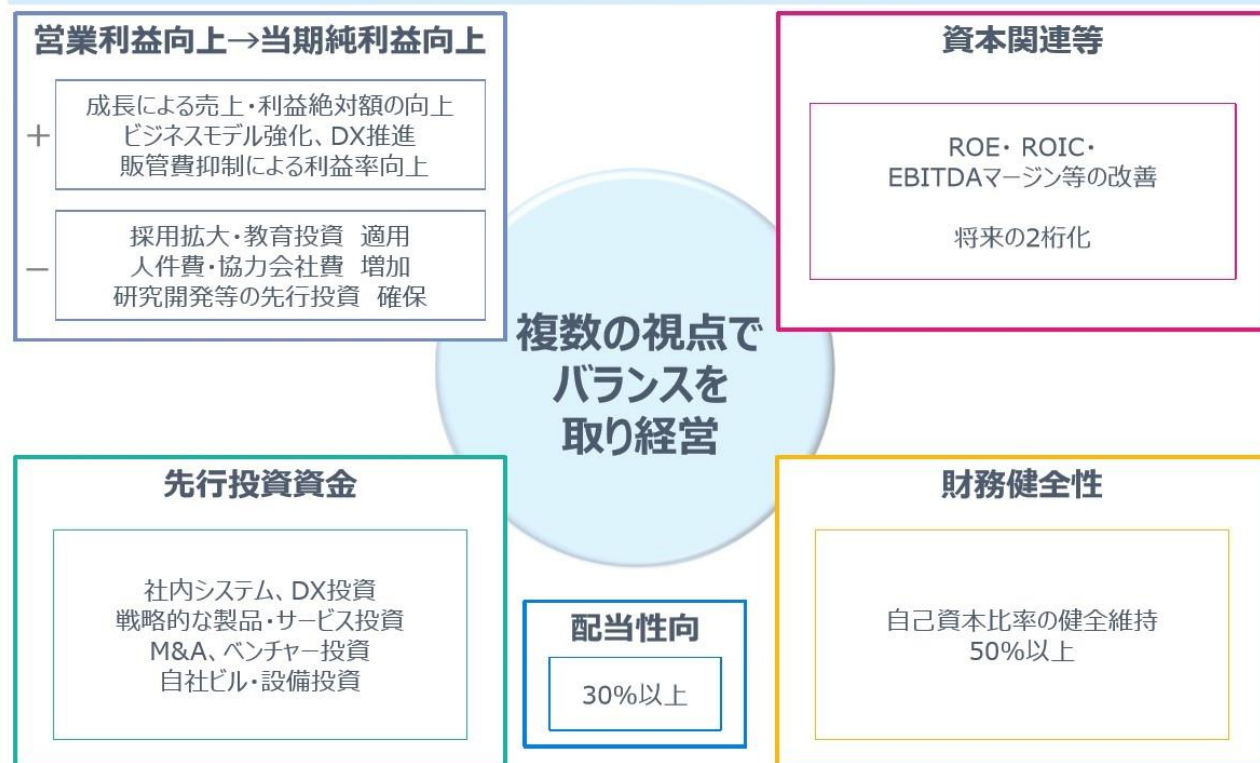 営業利益向上→当期純利益向上
+
成長による売上・利益絶対額の向上
ビジネスモデル強化、DX推進
販管費抑制による利益率向上
−
採用拡大・教育投資 適用
人件費・協力会社費 増加
研究開発等の先行投資 確保
資本関連等
ROE・ ROIC・
EBITDAマージン等の改善
将来の2桁化
複数の視点で
バランスを
取り経営
先行投資資金
社内システム、DX投資
戦略的な製品・サービス投資
M&A、ベンチャー投資
自社ビル・設備投資
配当性向
30%以上
財務健全性
自己資本比率の健全維持
50%以上